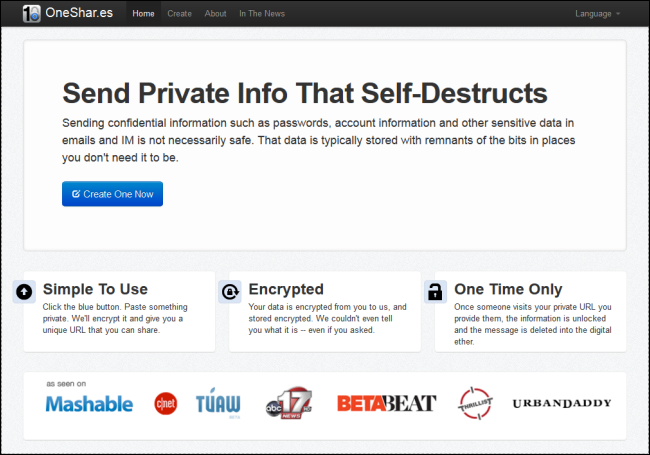 1 OneShar.es Home Create About In The News Language
Send Private Info That Self-Destructs
Sending confidential information such as passwords, account information and other sensitive data in
emails and IM is not necessarily safe. That data is typically stored with remnants of the bits in places
you don't need it to be.
Create One Now
Simple To Use
Click the blue button. Paste something
private. We'll encrypt it and give you a
unique URL that you can share.
Encrypted
Your data is encrypted from you to us, and
stored encrypted. We couldn't even tell
you what it is -- even if you asked.
One Time Only
Once someone visits your private URL you
provide them, the information is unlocked
and the message is deleted into the digital
ether.
as seen on
Mashable c|net TUAW abc 17 NEWS BETABEAT THRILLIST URBANDADDY